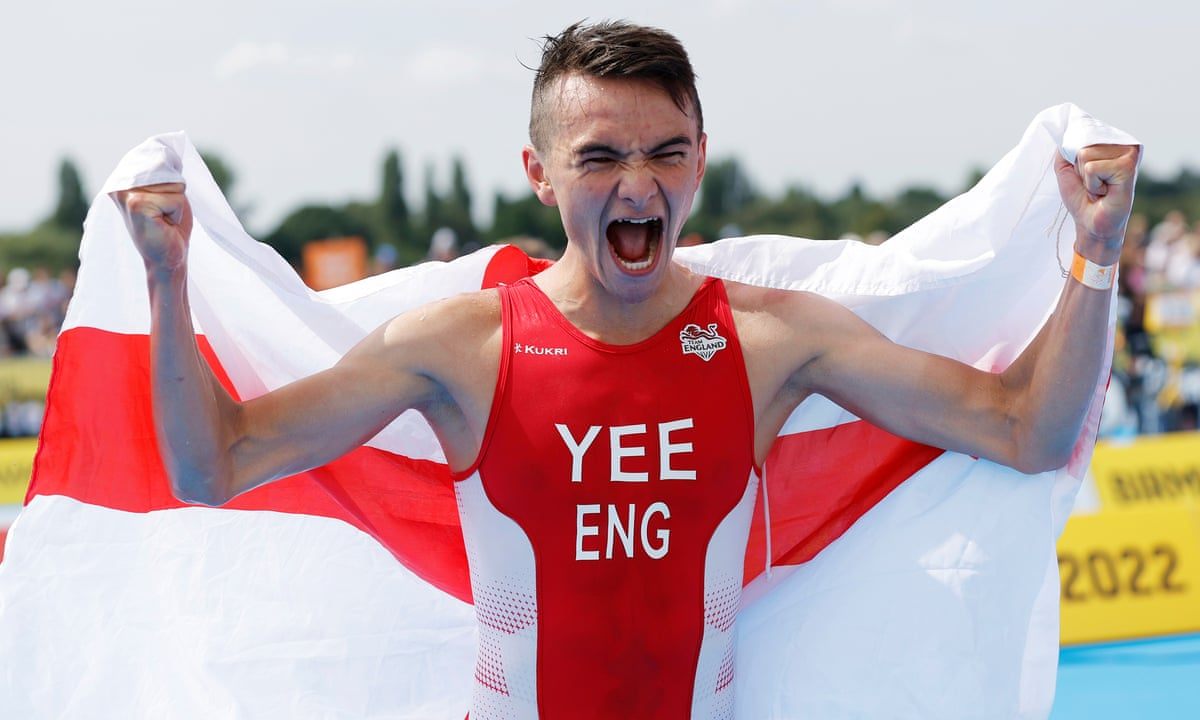 KUKRI
TEAM
ENGLAND
YEE
ENG
BIRM
2022